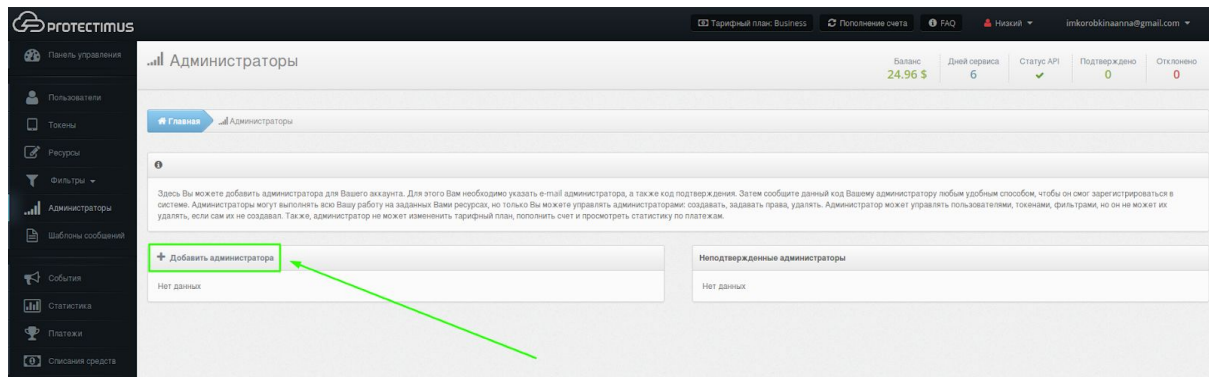 PROTECTIMUS
Тарифный план: Business
Пополнение счета
FAQ
Низкий
imkorobkinaanna@gmail.com
Панель управления
Пользователи
Токены
Ресурсы
Фильтры
Администраторы
Шаблоны сообщений
События
Статистика
Платежи
Списания средств
Администраторы
Баланс
24.96 $
Дней сервиса
6
Статус API
Подтверждено
0
Отклонено
0
Главная
Администраторы
Здесь Вы можете добавить администратора для Вашего аккаунта. Для этого Вам необходимо указать e-mail администратора, а также код подтверждения. Затем сообщите данный код Вашему администратору любым удобным способом, чтобы он смог зарегистрироваться в
системе. Администраторы могут выполнять всю Вашу работу на заданных Вами ресурсах, но только Вы можете управлять администраторами: создавать, задавать права, удалять. Администратор может управлять пользователями, токенами, фильтрами, но он не может их
удалять, если сам их не создавал. Также, администратор не может измененить тарифный план, пополнить счет и просмотреть статистику по платежам.
Добавить администратора
Нет данных
Неподтвержденные администраторы
Нет данных